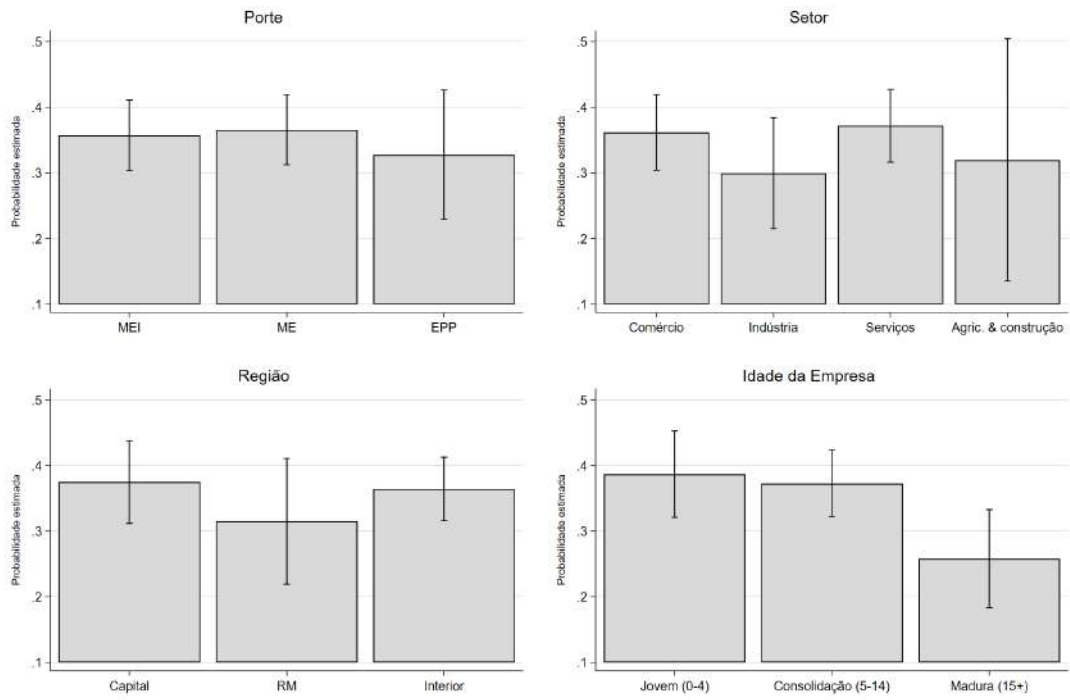 Porte
Probabilidade estimada
.5
.4
.3
.2
.1
MEI ME EPP
Setor
Probabilidade estimada
.5
.4
.3
.2
.1
Comércio Indústria Serviços Agric. & construção
Região
Probabilidade estimada
.5
.4
.3
.2
.1
Capital RM Interior
Idade da Empresa
Probabilidade estimada
.5
.4
.3
.2
.1
Jovem (0-4) Consolidação (5-14) Madura (15+)